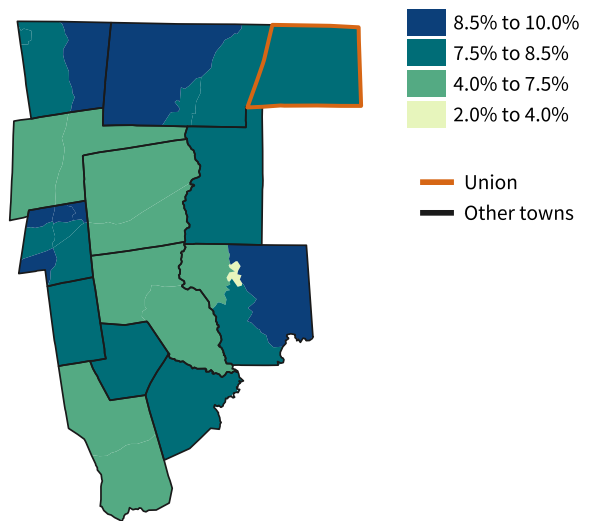 8.5% to 10.0%
7.5% to 8.5%
4.0% to 7.5%
2.0% to 4.0%
Union
Other towns